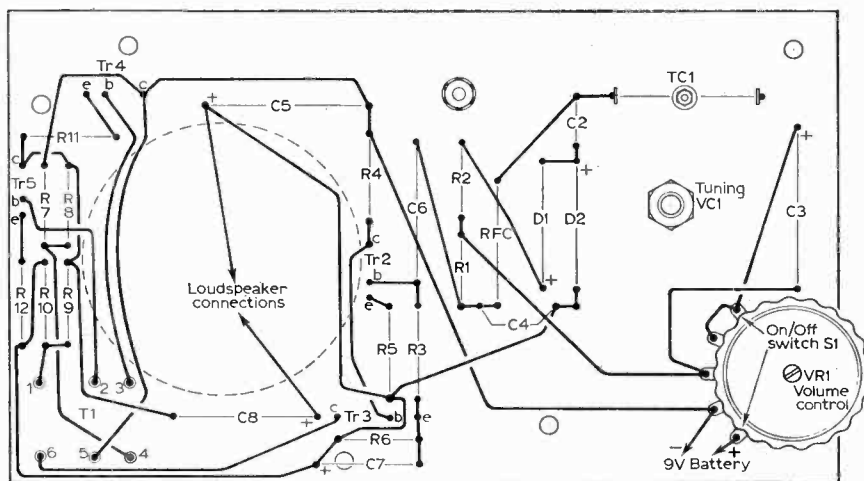 Tr4
e
b
c
+
C5
TC1
C2
+
+
R11
c
R4
R2
Tr5
R7
R8
C6
D1
D2
Tuning
VC1
C3
b
e
RFC
c
Tr2
b
e
R1
+
Loudspeaker
connections
R12
R10
R9
C4
On/Off
switch S1
R5
R3
1
2
3
VR1
Volume
control
T1
C8
+
c
Tr3
b
e
6
5
4
R6
+
C7
-
+
9V Battery